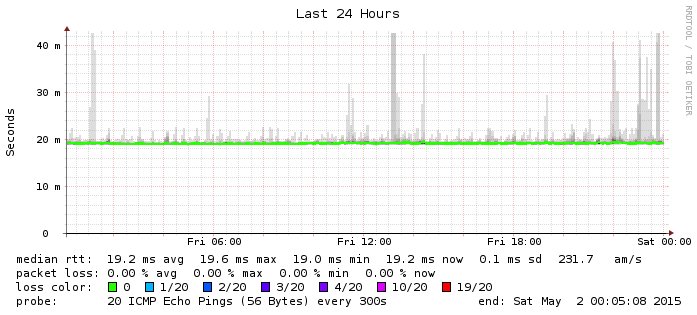 Last 24 Hours
RRDTOOL / TOBI OETIKER
Seconds
40 m
30 m
20 m
10 m
0
Fri 06:00 Fri 12:00 Fri 18:00 Sat 00:00
median rtt: 19.2 ms avg 19.6 ms max 19.0 ms min 19.2 ms now 0.1 ms sd 231.7 am/s
packet loss: 0.00 % avg 0.00 % max 0.00 % min 0.00 % now
loss color: 0 1/20 2/20 3/20 4/20 10/20 19/20
probe: 20 ICMP Echo Pings (56 Bytes) every 300s end: Sat May 2 00:05:08 2015